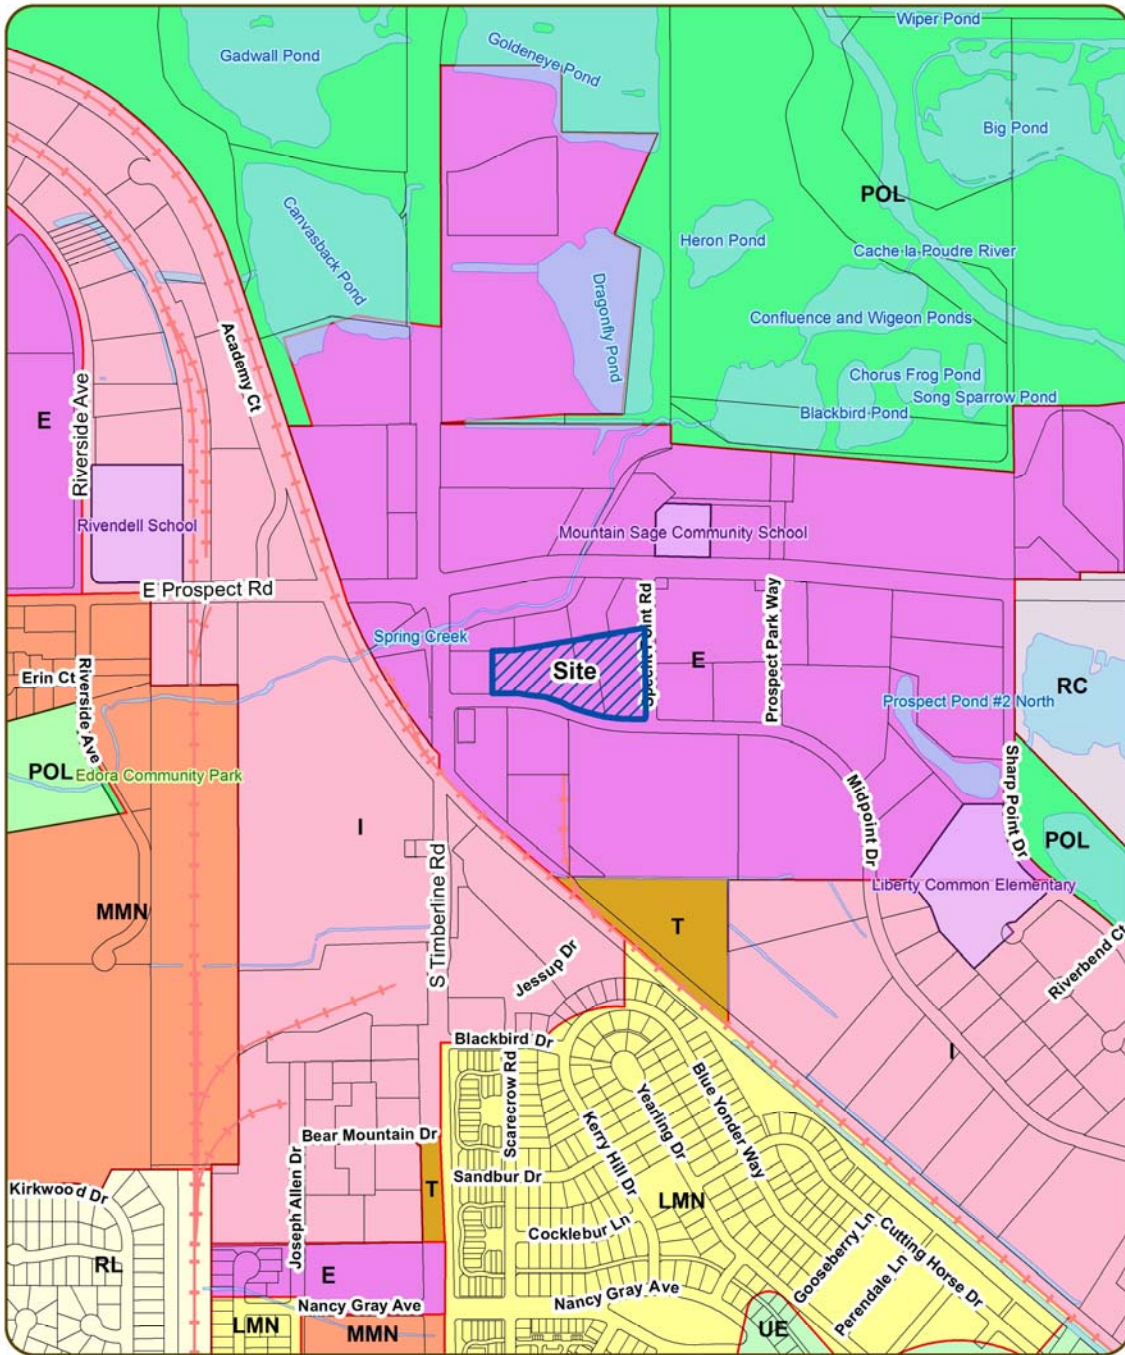 Wiper Pond
Gadwall Pond
Goldeneye Pond
Big Pond
POL
Canvasback Pond
Heron Pond
Cache la Poudre River
Dragonfly Pond
Confluence and Wigeon Ponds
Academy Ct
Chorus Frog Pond
Song Sparrow Pond
Blackbird Pond
E
Riverside Ave
Rivendell School
Mountain Sage Community School
E Prospect Rd
Specht Point Rd
Prospect Park Way
Spring Creek
Site
E
Erin Ct
Riverside Ave
RC
Prospect Pond #2 North
POL
Edora Community Park
Sharp Point Dr
Midpoint Dr
I
POL
S Timberline Rd
Liberty Common Elementary
MMN
T
Jessup Dr
Riverbend Ct
Blackbird Dr
I
Scarecrow Rd
Blue Yonder Way
Yearling Dr
Kerry Hill Dr
Bear Mountain Dr
Joseph Allen Dr
Sandbur Dr
T
Kirkwood Dr
LMN
Cocklebur Ln
Gooseberry Ln
Cutting Horse Dr
RL
E
Nancy Gray Ave
Perendale Ln
Nancy Gray Ave
LMN
MMN
UE